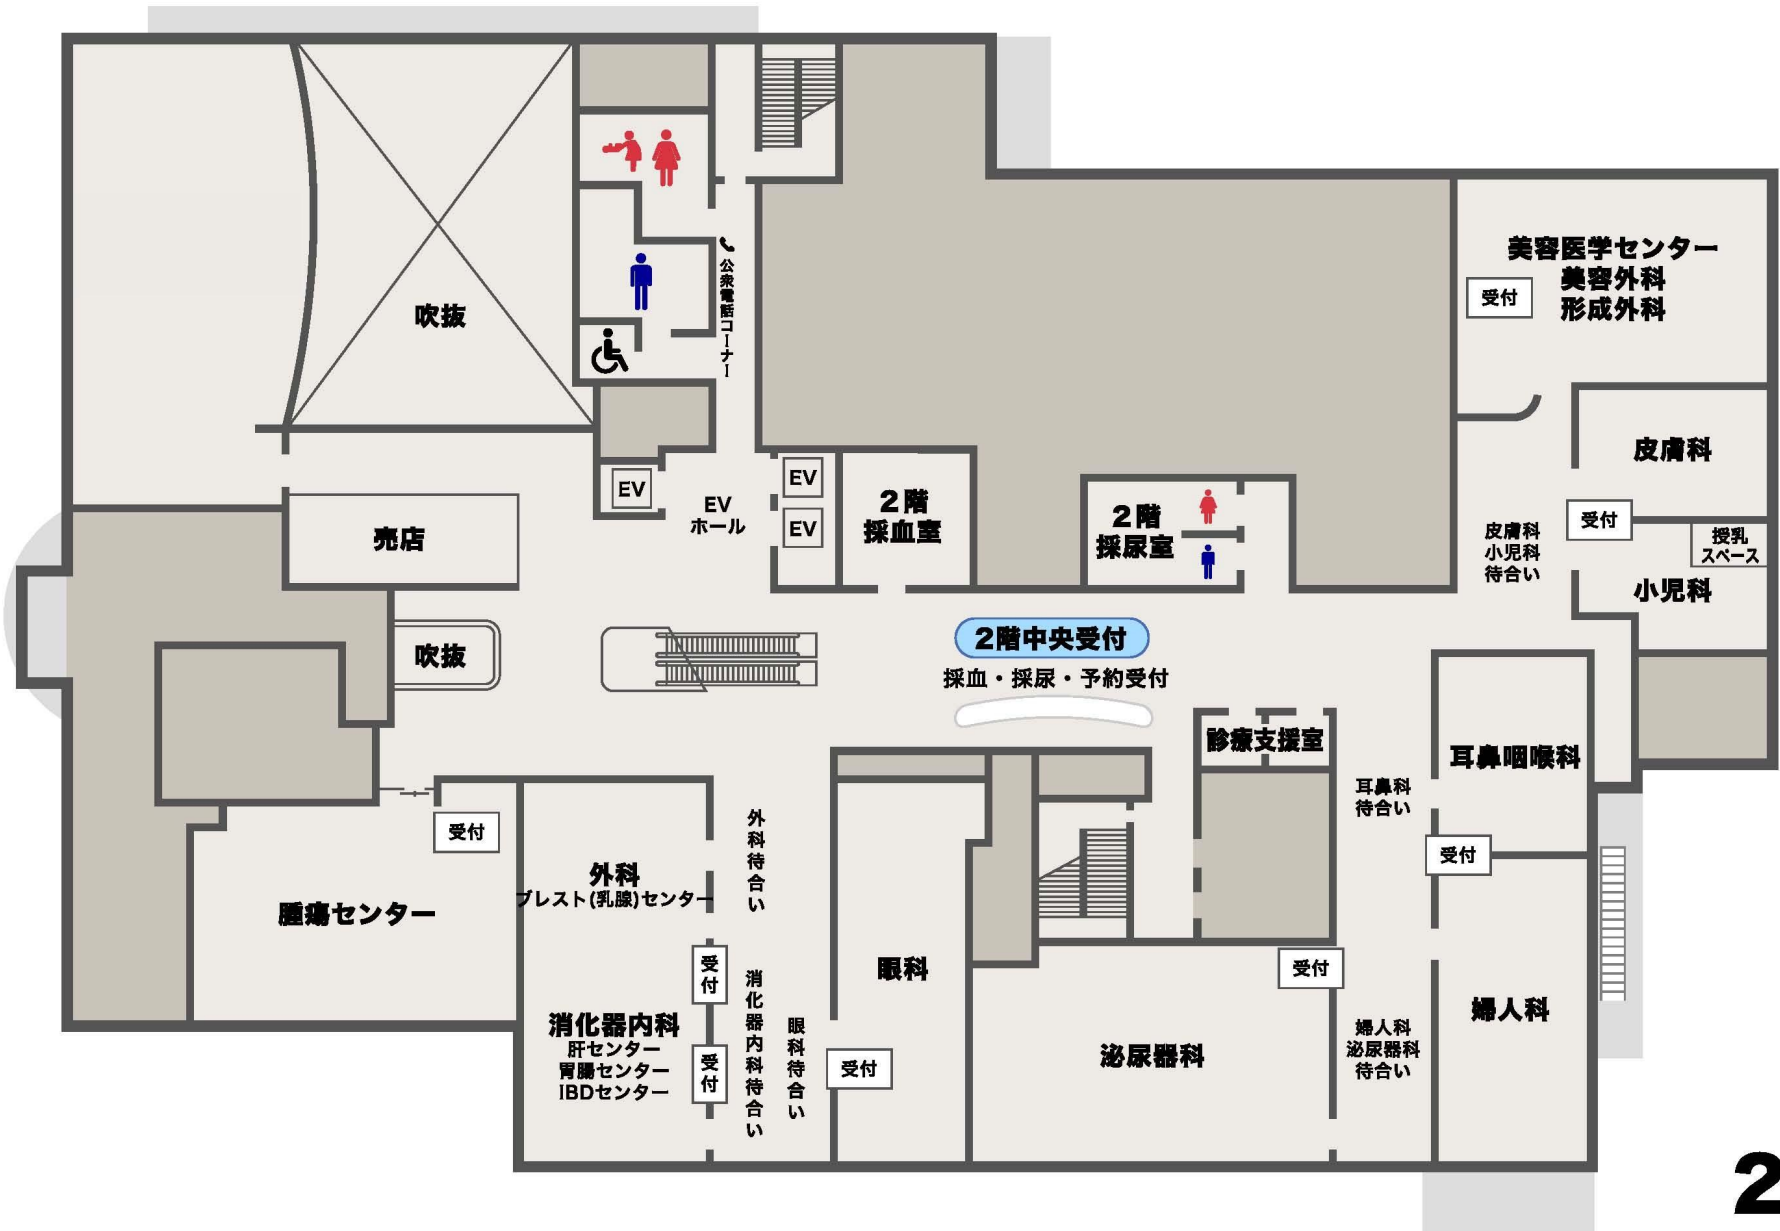 公衆電話コーナー
吹抜
美容医学センター
美容外科
形成外科
受付
皮膚科
受付
皮膚科
小児科
待合い
授乳
スペース
小児科
EV
EV
ホール
EV
EV
2階
採血室
2階
採尿室
売店
吹抜
2階中央受付
採血・採尿・予約受付
診療支援室
耳鼻咽喉科
耳鼻科
待合い
受付
受付
腫瘍センター
外科
ブレスト(乳腺)センター
外科待合い
受付
眼科
受付
消化器内科
肝センター
胃腸センター
IBDセンター
受付
消化器内科待合い
眼科待合い
受付
泌尿器科
婦人科
泌尿器科
待合い
婦人科
2